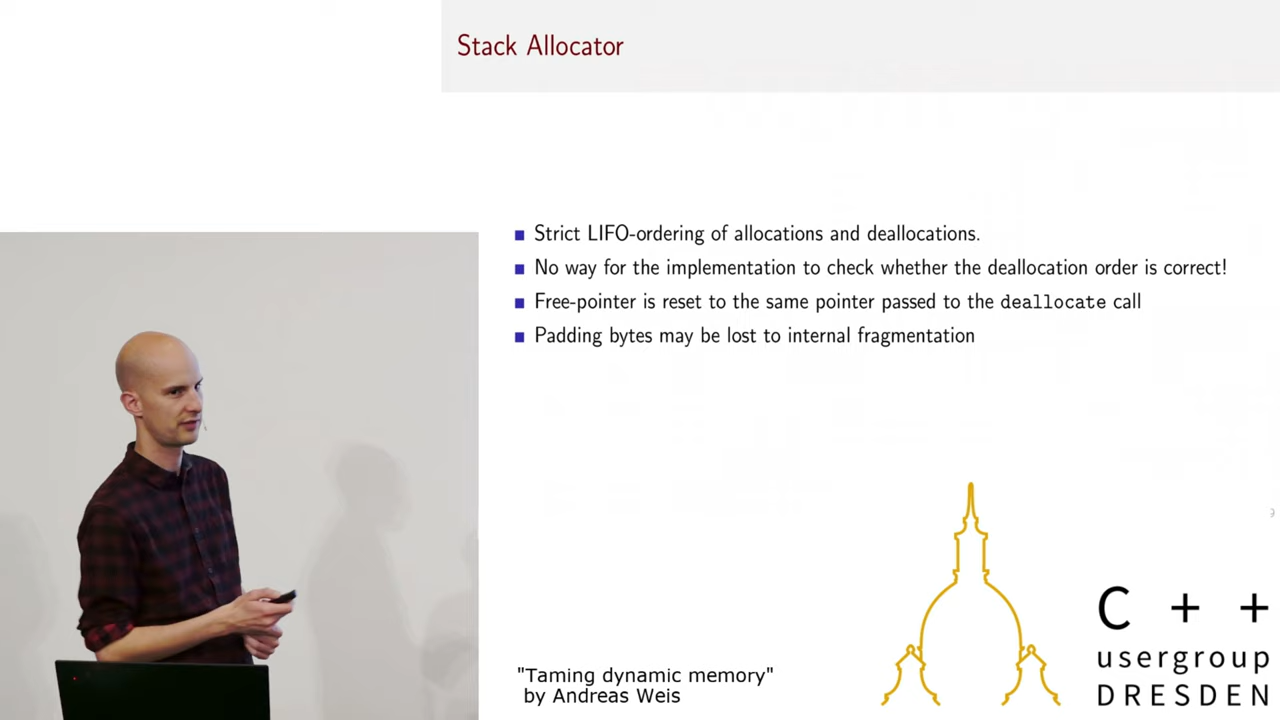 Stack Allocator
Strict LIFO-ordering of allocations and deallocations.
No way for the implementation to check whether the deallocation order is correct!
Free-pointer is reset to the same pointer passed to the deallocate call
Padding bytes may be lost to internal fragmentation
9
"Taming dynamic memory"
by Andreas Weis
C + +
usergroup
DRESDEN